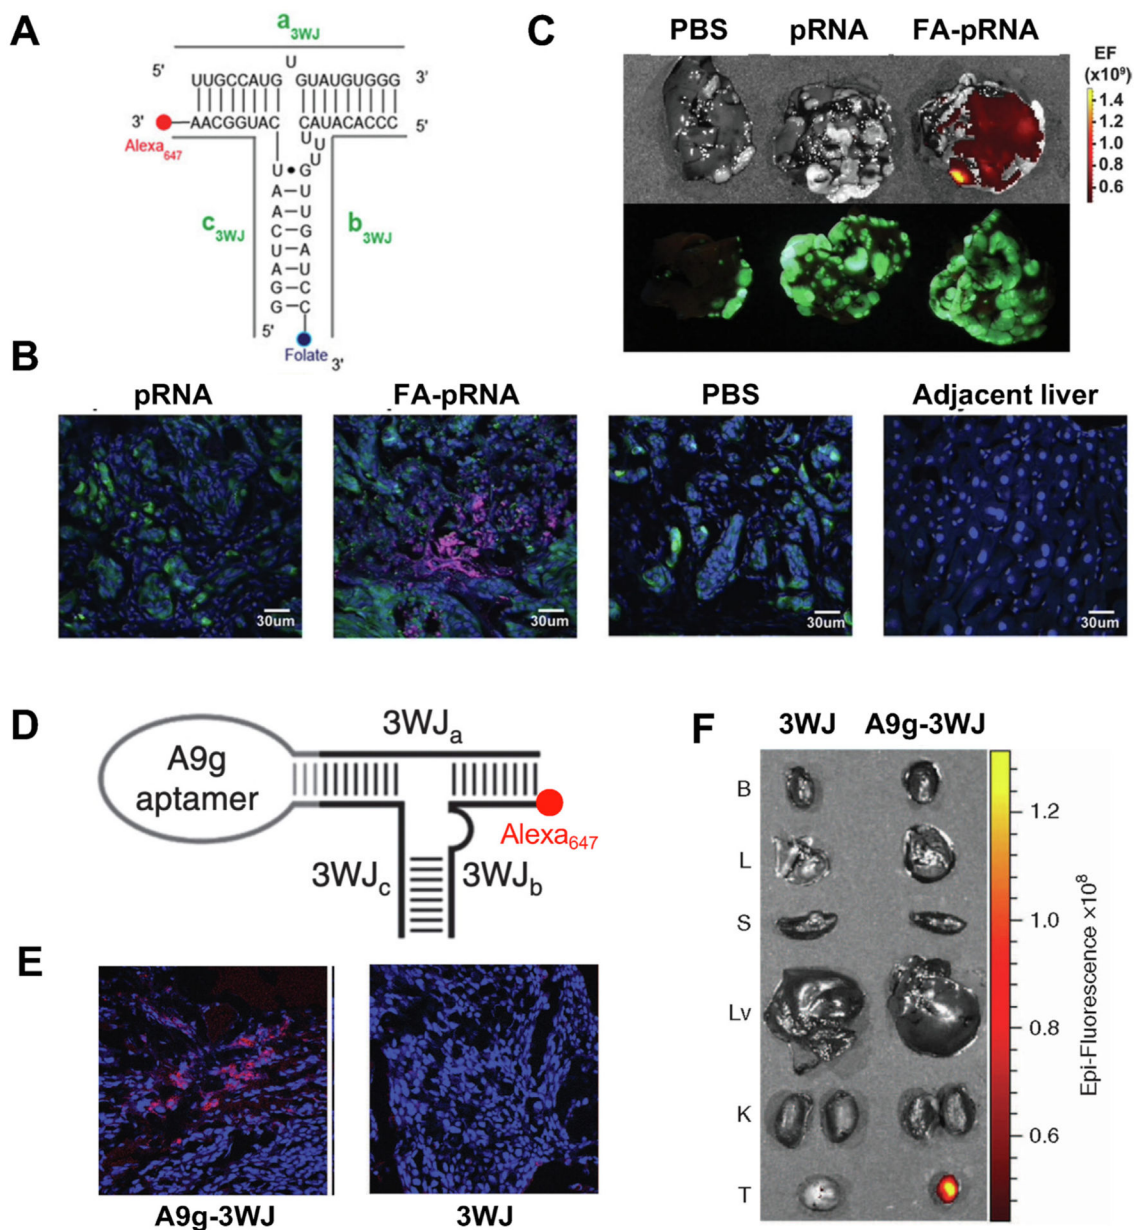 A
a3WJ
5'
UUGCCAUG
U
GUAUGUGGG
3'
3'
AACGGUAC
CAUACACCC
5'
Alexa647
U
U
U
U
G
A
U
A
U
U
G
C
A
U
G
A
U
C
G
C
G
c3WJ
b3WJ
5'
Folate
3'
B
pRNA
FA-pRNA
PBS
Adjacent liver
30um
30um
30um
30um
C
PBS
pRNA
FA-pRNA
EF
(x10⁹)
1.4
1.2
1.0
0.8
0.6
D
A9g
aptamer
3WJa
Alexa647
3WJc
3WJb
E
A9g-3WJ
3WJ
F
3WJ
A9g-3WJ
B
L
S
Lv
K
T
1.2
1.0
0.8
0.6
Epi-Fluorescence ×10⁸